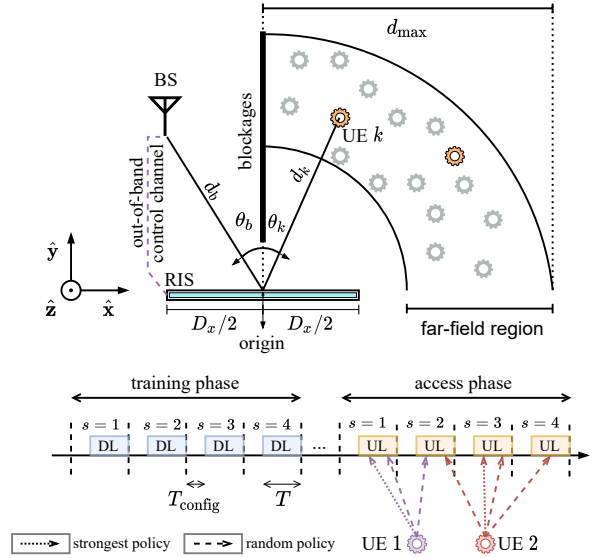 d_max
BS
blockages
UE k
out-of-band
control channel
d_b
d_k
θ_b
θ_k
ŷ
RIS
ẑ
x̂
D_x/2
D_x/2
origin
far-field region
training phase
access phase
s = 1
s = 2
s = 3
s = 4
s = 1
s = 2
s = 3
s = 4
DL
DL
DL
DL
...
UL
UL
UL
UL
T_config
T
strongest policy
random policy
UE 1
UE 2